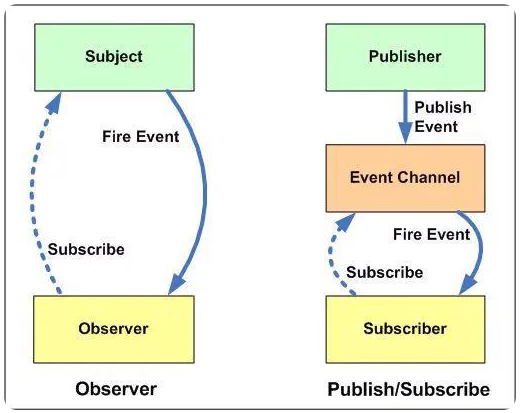 Subject
Fire Event
Subscribe
Observer
Observer
Publisher
Publish
Event
Event Channel
Fire Event
Subscribe
Subscriber
Publish/Subscribe